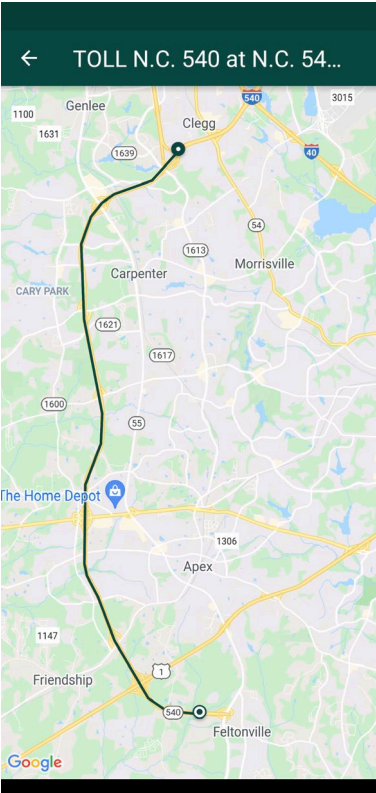 TOLL N.C. 540 at N.C. 54...
Genlee
540
3015
1100
Clegg
1631
1639
40
54
1613
Morrisville
Carpenter
CARY PARK
1621
1617
1600
55
The Home Depot
1306
Apex
1147
1
Friendship
540
Feltonville
Google